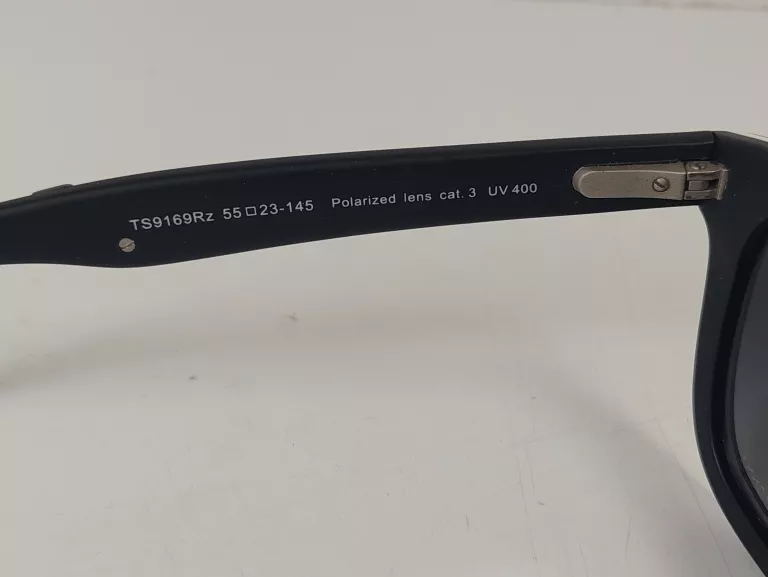 TS9169Rz 55□23-145 Polarized lens cat. 3 UV 400